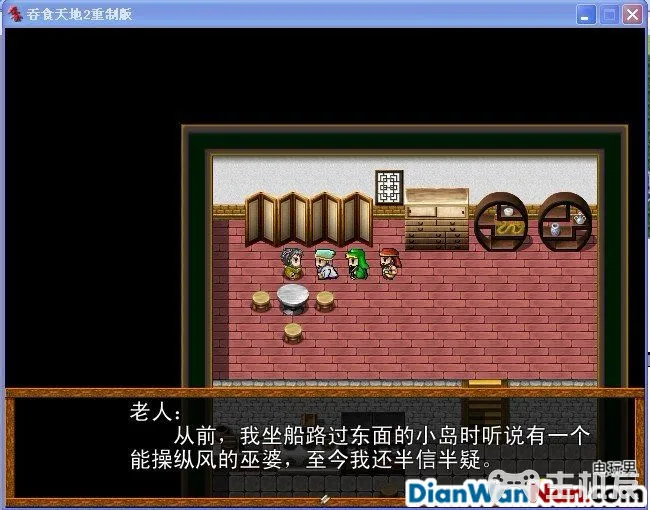 吞食天地2重制版
老人：
从前，我坐船路过东面的小岛时听说有一个
能操纵风的巫婆，至今我还半信半疑。
电玩男
DianWanNan.com